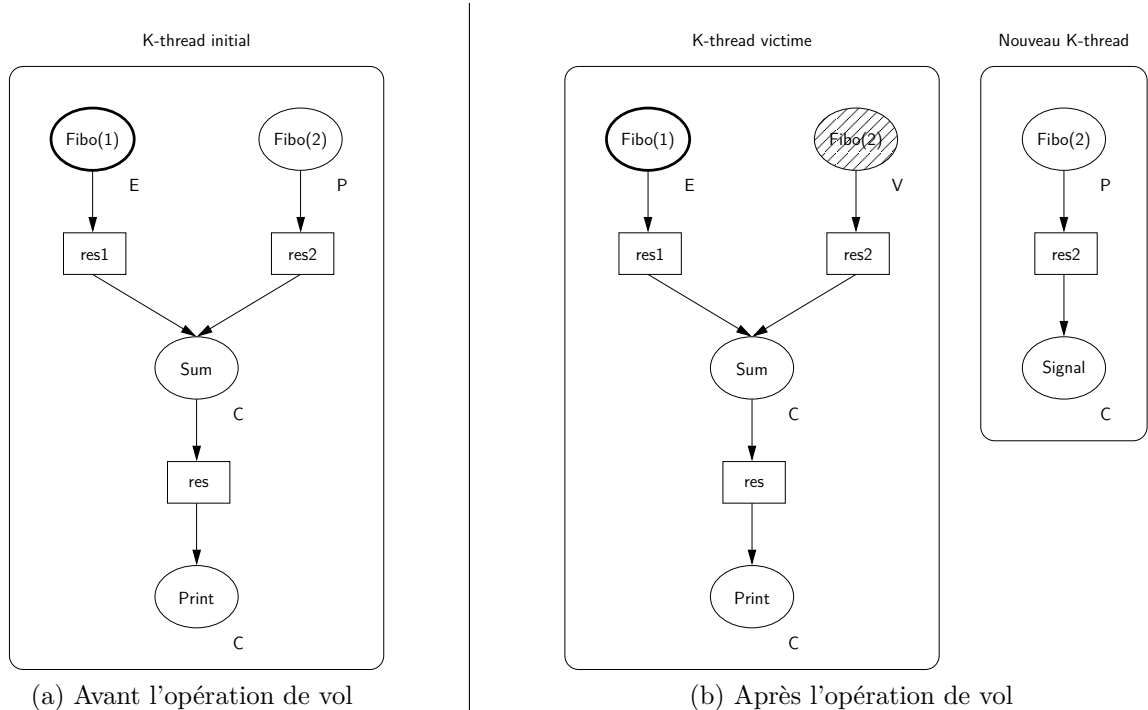 K-thread initial
Fibo(1)
Fibo(2)
E
P
res1
res2
Sum
C
res
Print
C
(a) Avant l'opération de vol
K-thread victime
Fibo(1)
Fibo(2)
E
V
res1
res2
Sum
C
res
Print
C
Nouveau K-thread
Fibo(2)
P
res2
Signal
C
(b) Après l'opération de vol